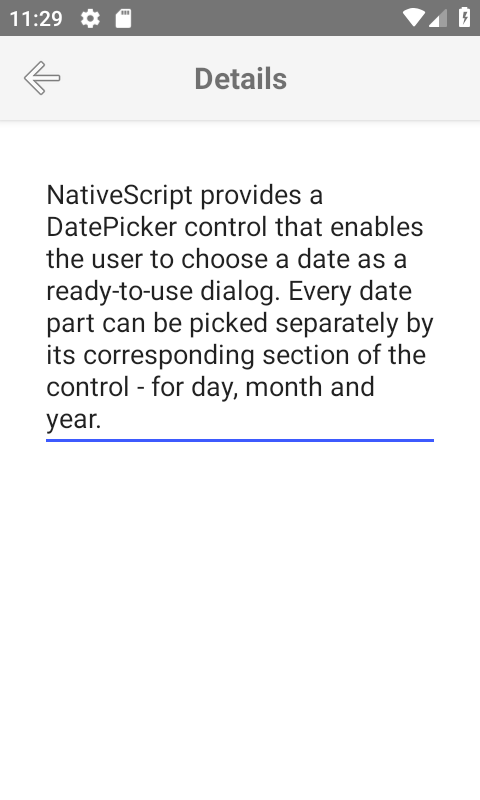 11:29
Details
NativeScript provides a
DatePicker control that enables
the user to choose a date as a
ready-to-use dialog. Every date
part can be picked separately by
its corresponding section of the
control - for day, month and
year.